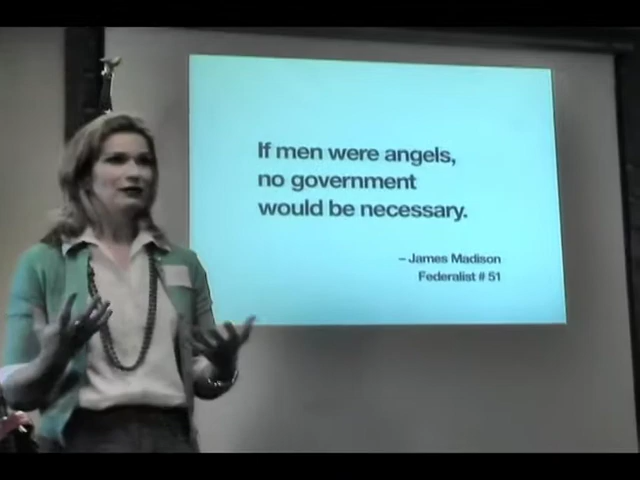 If men were angels,
no government
would be necessary.
– James Madison
Federalist # 51